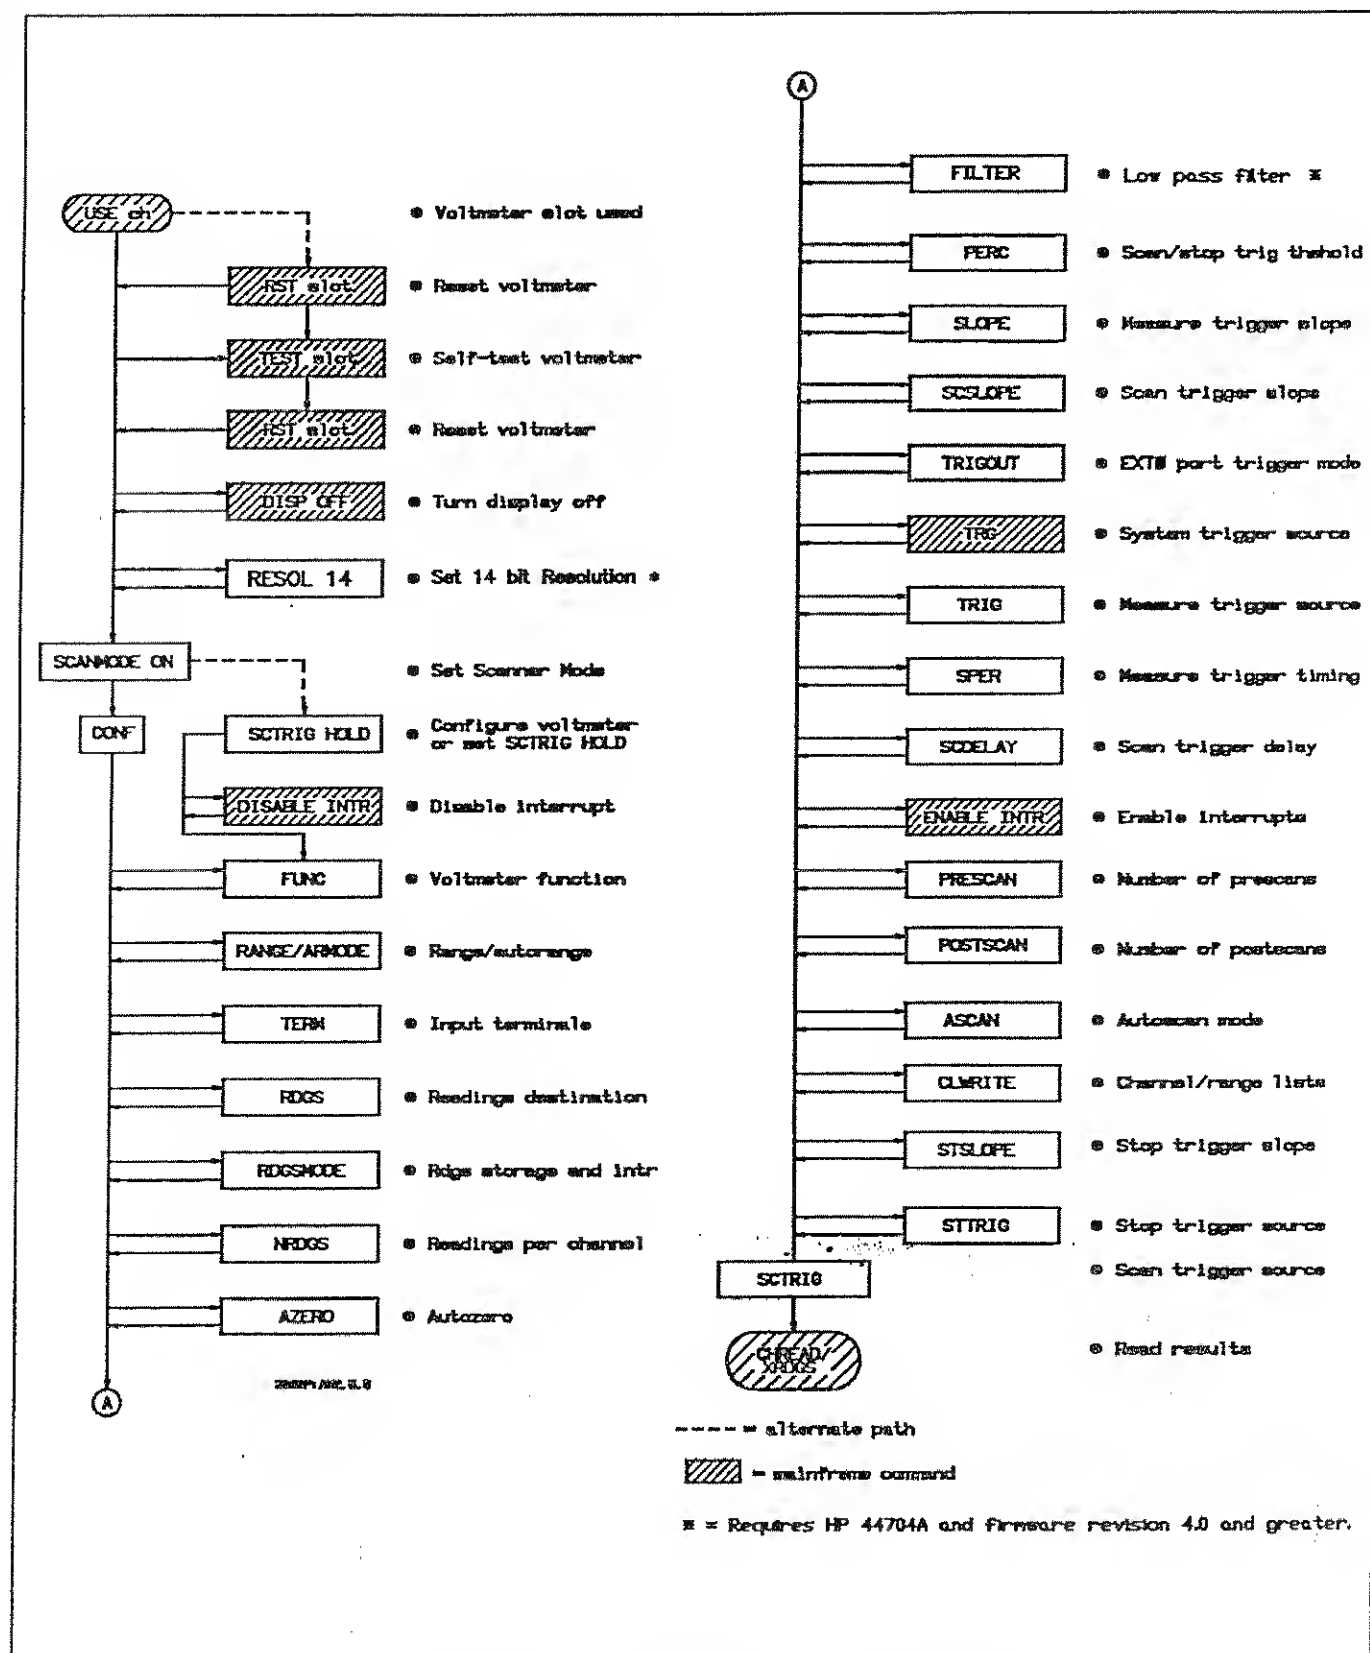 USE ch
● Voltmeter slot used
RST slot
● Reset voltmeter
TEST slot
● Self-test voltmeter
RST slot
● Reset voltmeter
DISP OFF
● Turn display off
RESOL 14
● Set 14 bit Resolution *
SCANMODE ON
● Set Scanner Mode
CONF
SCTRIG HOLD
● Configure voltmeter
or set SCTRIG HOLD
DISABLE INTR
● Disable interrupt
FUNC
● Voltmeter function
RANGE/ARMODE
● Range/autorange
TERM
● Input terminals
RDGS
● Readings destination
RDGSMODE
● Rdgs storage and intr
NRDGS
● Readings per channel
AZERO
● Autozero
A
A
FILTER
● Low pass filter *
PERC
● Scan/stop trig thshold
SLOPE
● Measure trigger slope
SCSLOPE
● Scan trigger slope
TRIGOUT
● EXT# port trigger mode
TRG
● System trigger source
TRIG
● Measure trigger source
SPER
● Measure trigger timing
SCDELAY
● Scan trigger delay
ENABLE INTR
● Enable interrupts
PRESCAN
● Number of prescans
POSTSCAN
● Number of postscans
ASCAN
● Autoscan mode
CLWRITE
● Channel/range lists
STSLOPE
● Stop trigger slope
STTRIG
● Stop trigger source
SCTRIG
● Scan trigger source
CHREAD/
XRDGS
● Read results
= alternate path
= mainframe command
* = Requires HP 44704A and firmware revision 4.0 and greater.